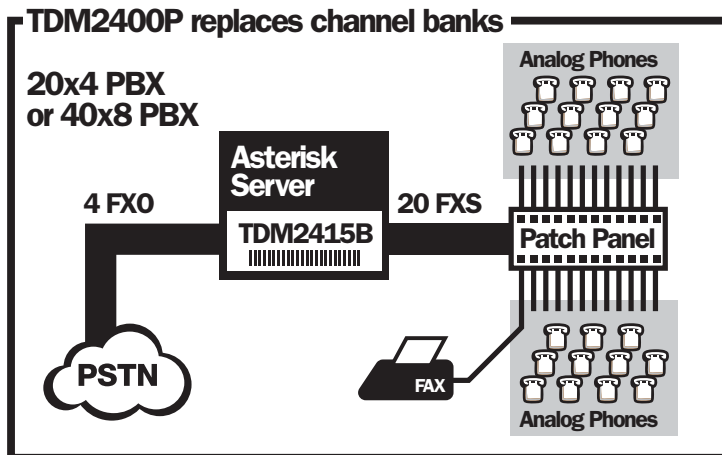 TDM2400P replaces channel banks
20x4 PBX
or 40x8 PBX
Analog Phones
Asterisk
Server
4 FXO
TDM2415B
20 FXS
Patch Panel
PSTN
FAX
Analog Phones